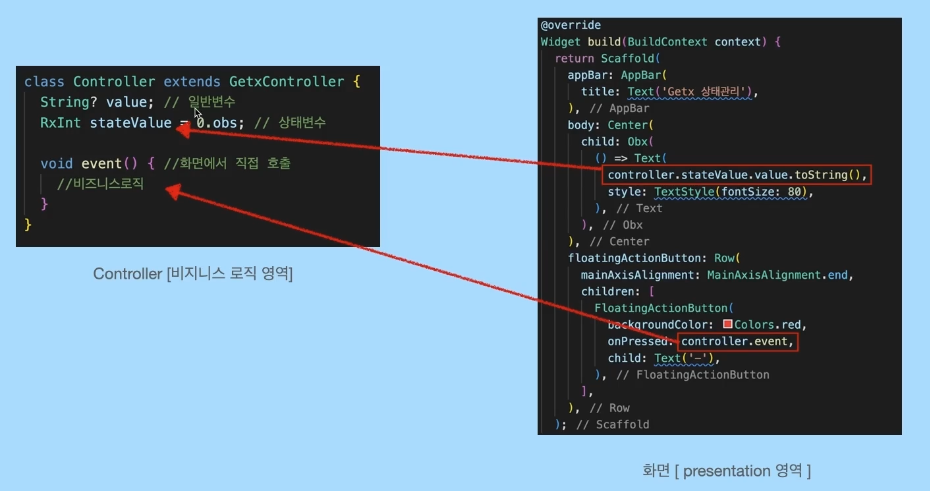 class Controller extends GetxController {
String? value; // 일반변수
RxInt stateValue = 0.obs; // 상태변수
void event() { //화면에서 직접 호출
//비즈니스로직
}
}
Controller [비지니스 로직 영역]
@override
Widget build(BuildContext context) {
return Scaffold(
appBar: AppBar(
title: Text('Getx 상태관리'),
), // AppBar
body: Center(
child: Obx(
() => Text(
controller.stateValue.value.toString(),
style: TextStyle(fontSize: 80),
), // Text
), // Obx
), // Center
floatingActionButton: Row(
mainAxisAlignment: MainAxisAlignment.end,
children: [
FloatingActionButton(
backgroundColor: Colors.red,
onPressed: controller.event,
child: Text('-'),
), // FloatingActionButton
],
), // Row
); // Scaffold
화면 [ presentation 영역 ]